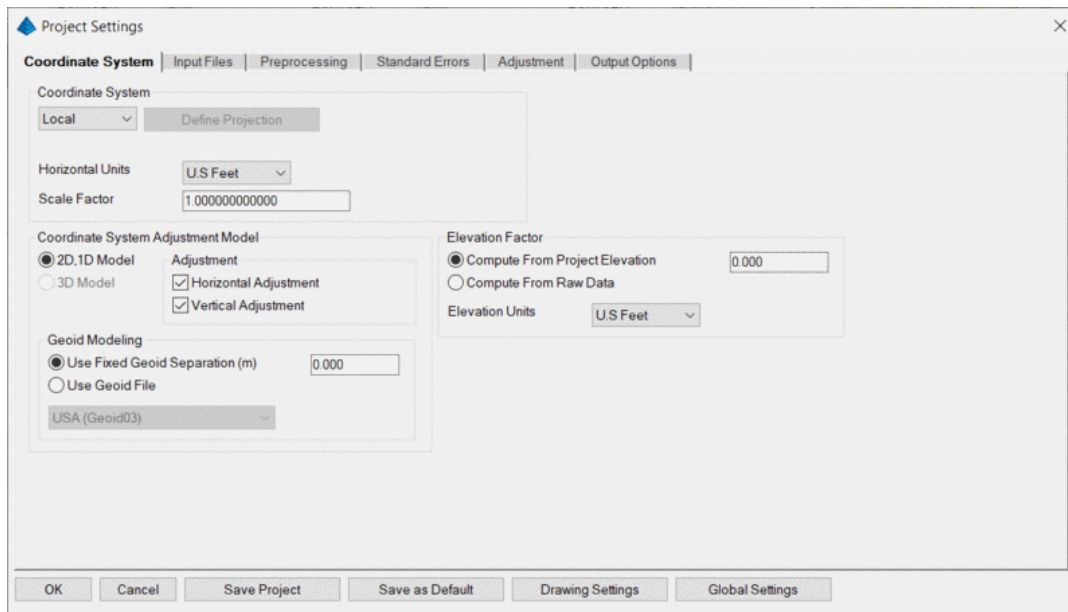 Project Settings
Coordinate System Input Files Preprocessing Standard Errors Adjustment Output Options
Coordinate System
Local Define Projection
Horizontal Units U.S Feet
Scale Factor 1.000000000000
Coordinate System Adjustment Model
2D,1D Model
3D Model
Adjustment
Horizontal Adjustment
Vertical Adjustment
Geoid Modeling
Use Fixed Geoid Separation (m) 0.000
Use Geoid File
USA (Geoid03)
Elevation Factor
Compute From Project Elevation 0.000
Compute From Raw Data
Elevation Units U.S Feet
OK Cancel Save Project Save as Default Drawing Settings Global Settings